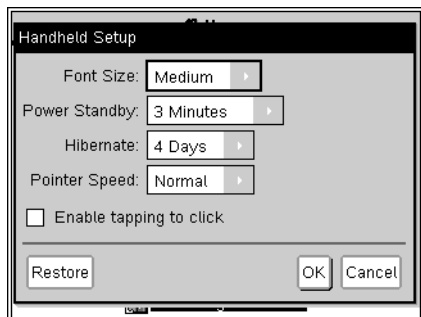 Handheld Setup
Font Size: Medium
Power Standby: 3 Minutes
Hibernate: 4 Days
Pointer Speed: Normal
Enable tapping to click
Restore OK Cancel